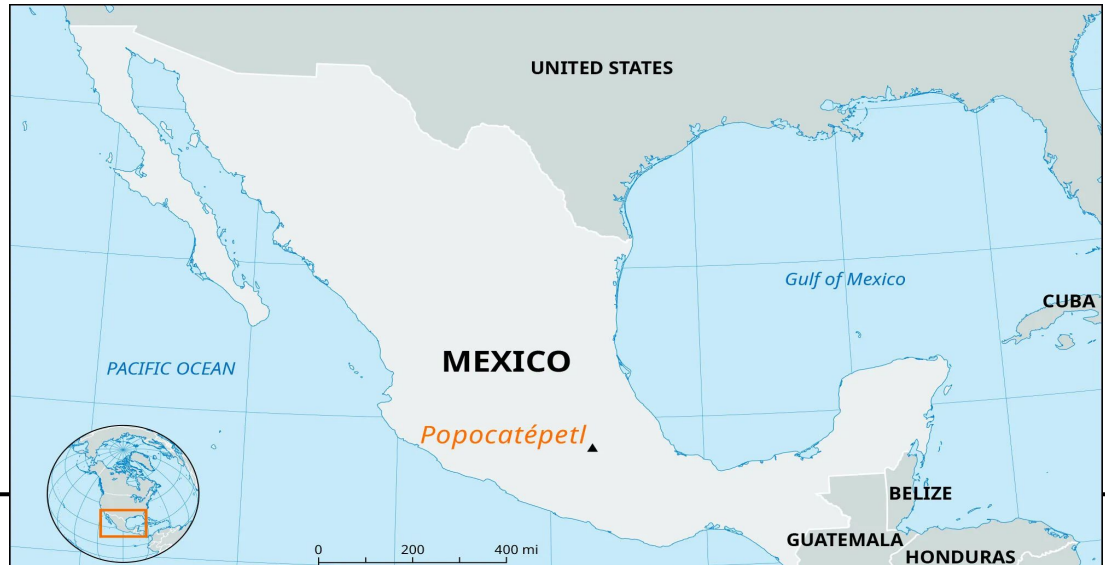 UNITED STATES
Gulf of Mexico
CUBA
PACIFIC OCEAN
MEXICO
Popocatépetl
BELIZE
GUATEMALA
HONDURAS
0 200 400 mi